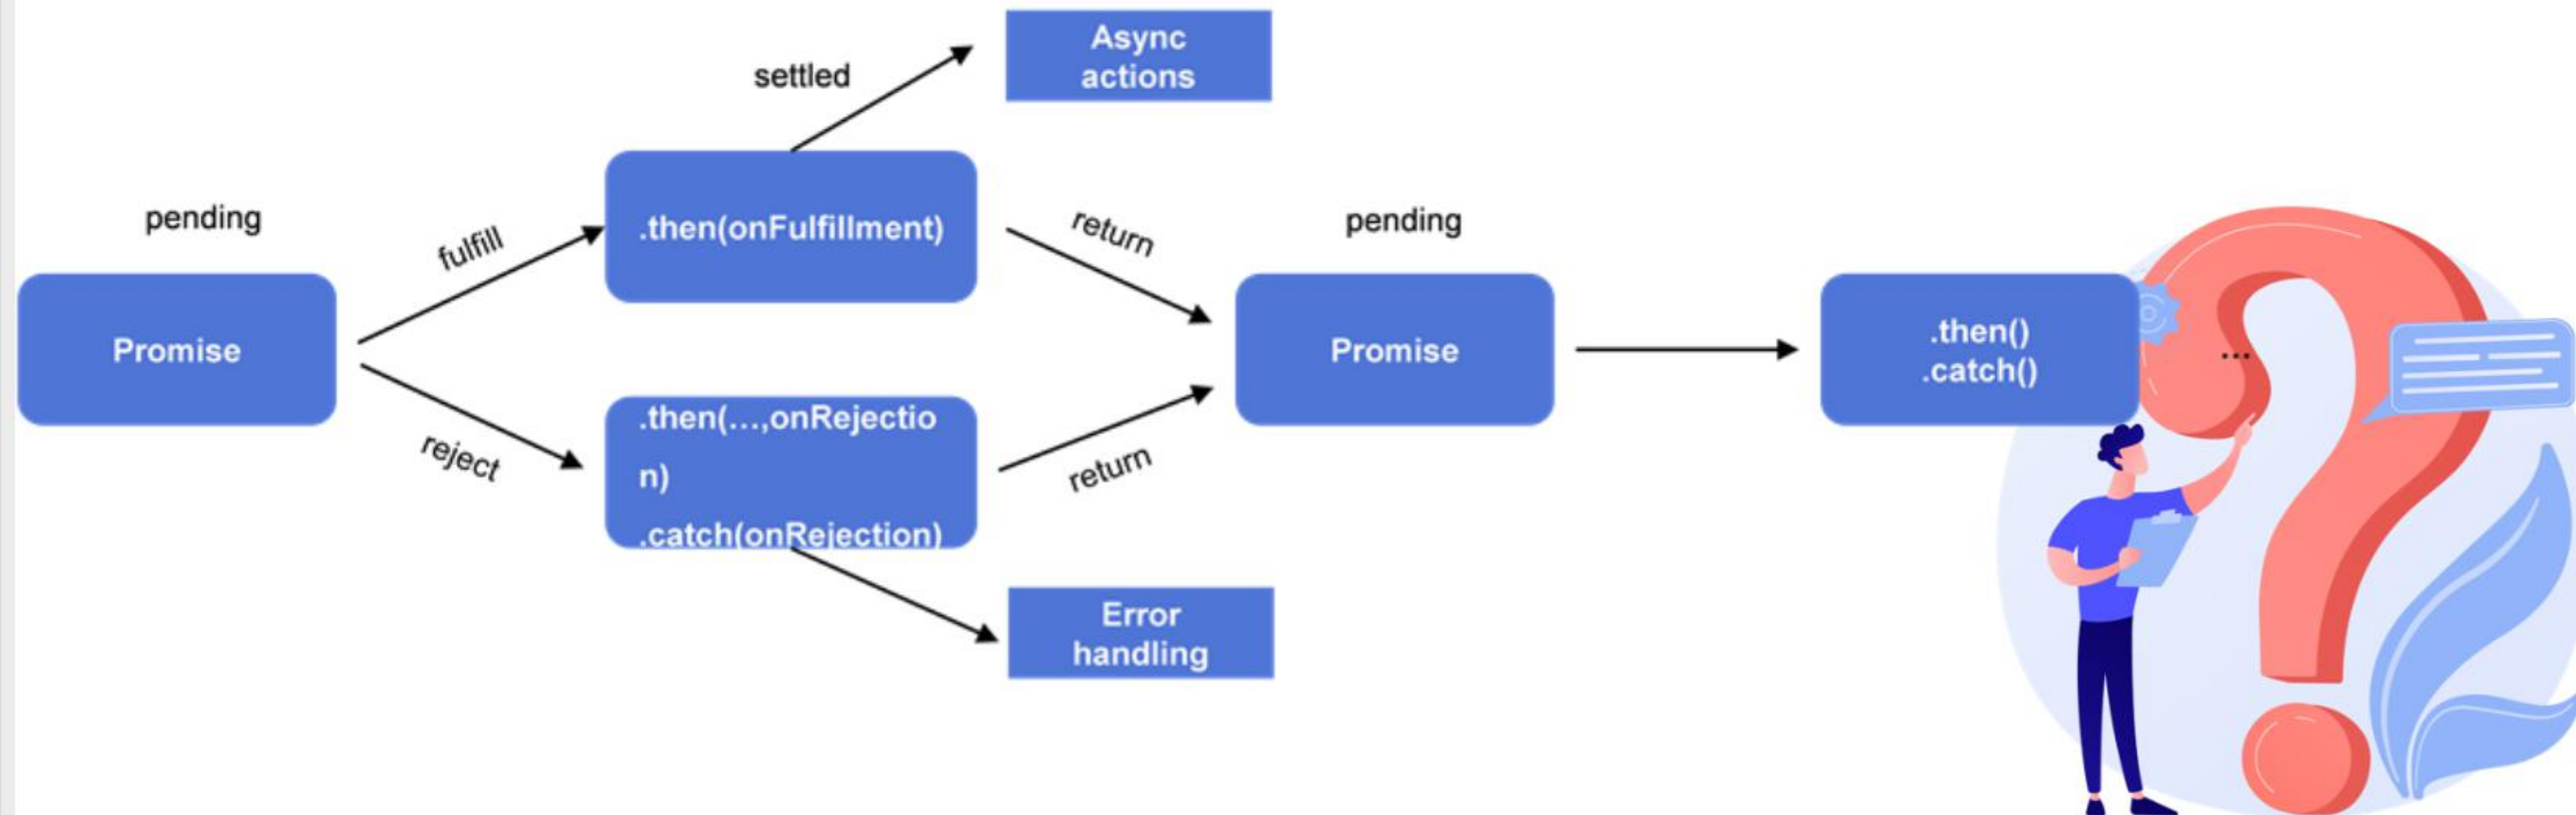 Async
actions
settled
pending
fulfill
.then(onFulfillment)
return
pending
Promise
Promise
.then()
.catch()
...
reject
.then(...,onRejectio
n)
.catch(onRejection)
return
Error
handling